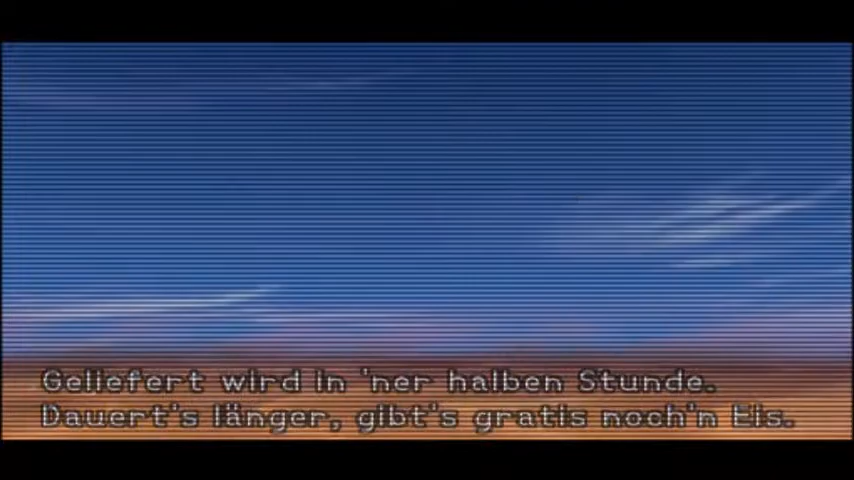 Geliefert wird in 'ner halben Stunde.
Dauert's länger, gibt's gratis noch'n Eis.